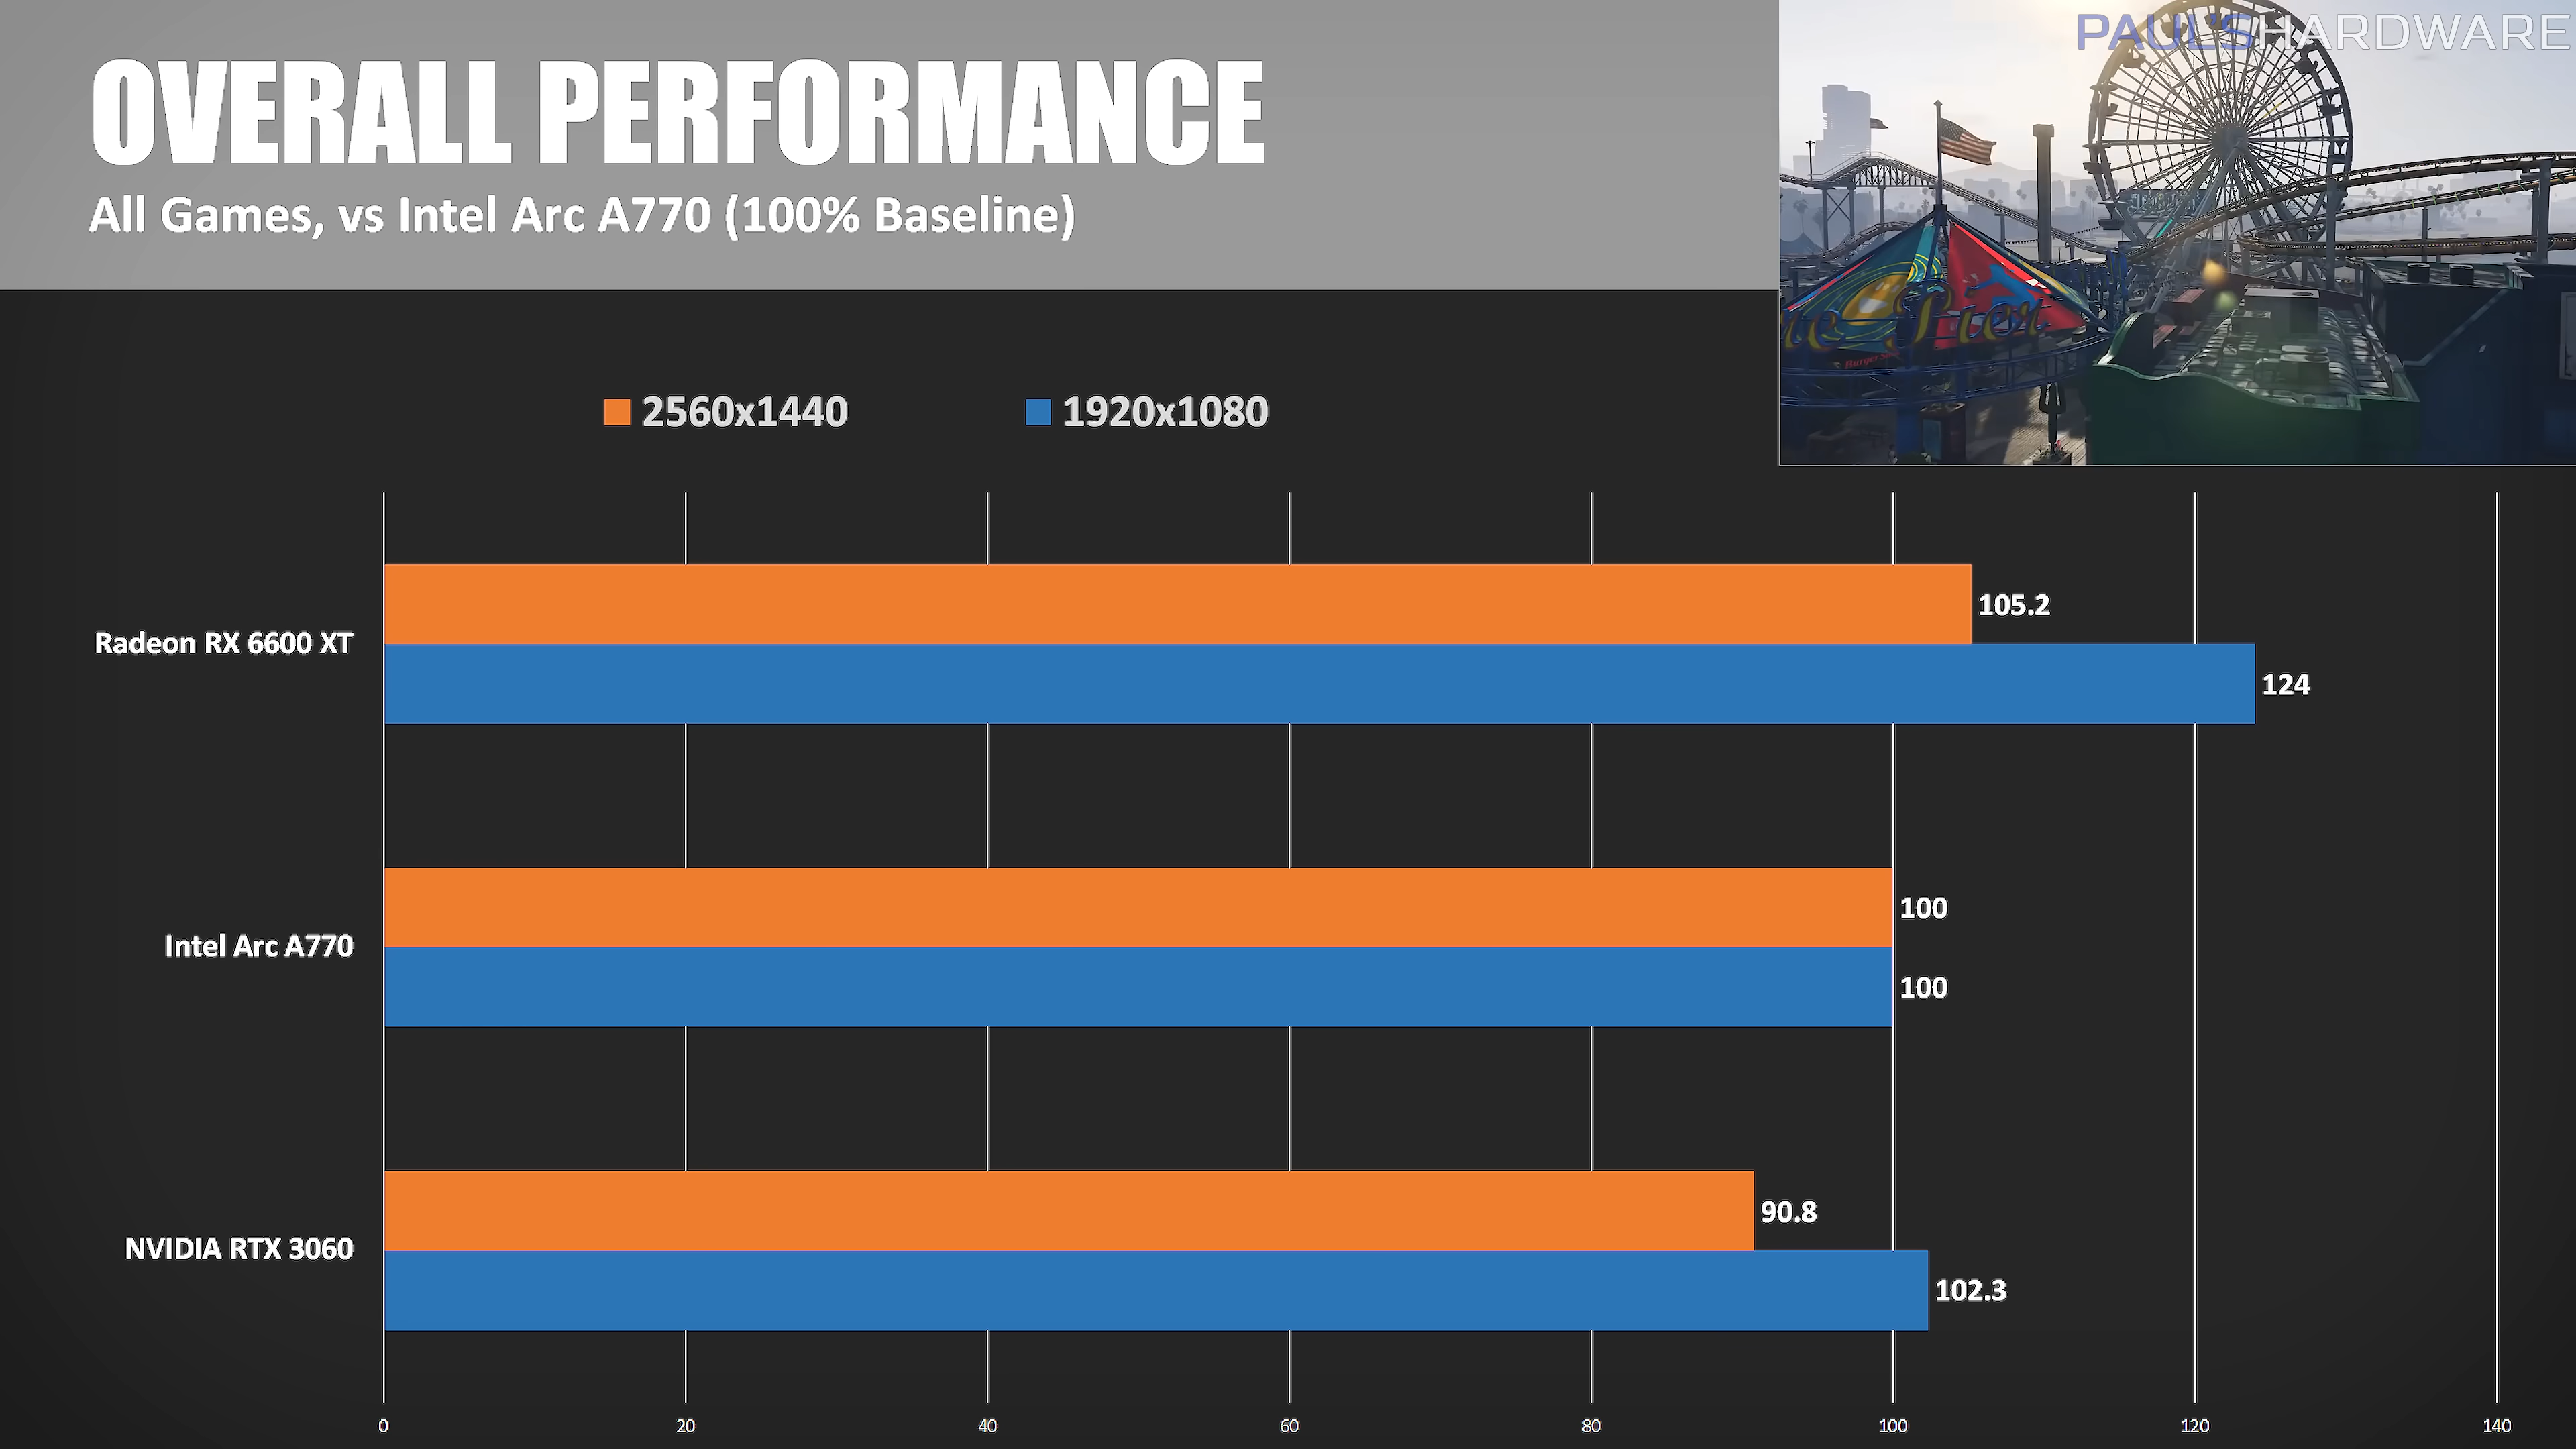 PAUL'SHARDWARE
OVERALL PERFORMANCE
All Games, vs Intel Arc A770 (100% Baseline)
2560x1440
1920x1080
Radeon RX 6600 XT
105.2
124
Intel Arc A770
100
100
NVIDIA RTX 3060
90.8
102.3
0 20 40 60 80 100 120 140